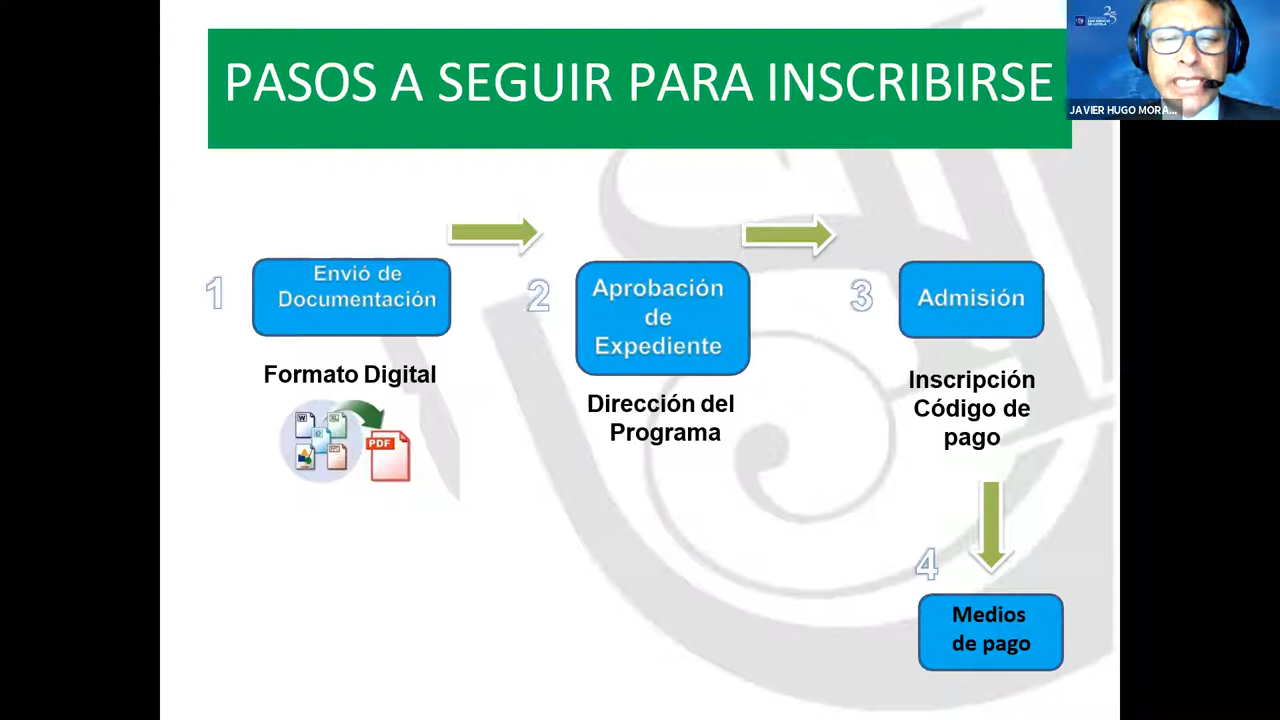 PASOS A SEGUIR PARA INSCRIBIRSE
JAVIER HUGO MORA...
1
Envió de
Documentación
Formato Digital
PDF
2
Aprobación
de
Expediente
Dirección del
Programa
3
Admisión
Inscripción
Código de
pago
4
Medios
de pago